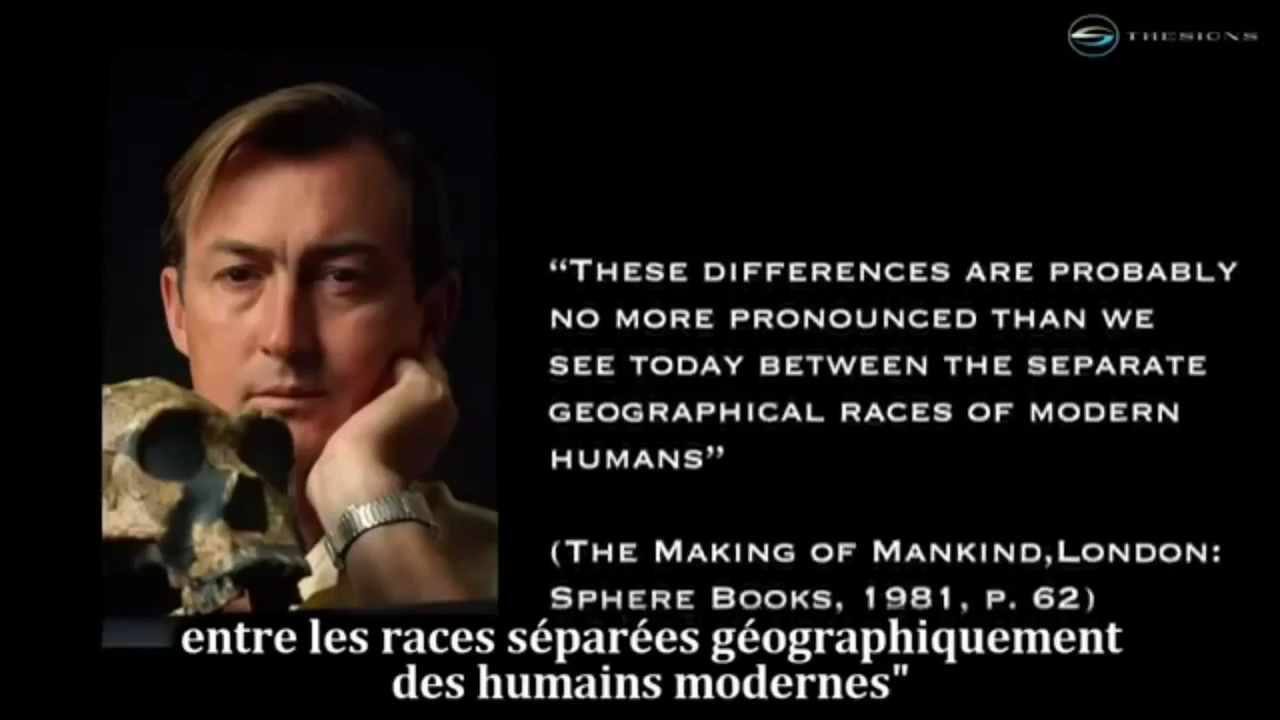 THESIGNS
“THESE DIFFERENCES ARE PROBABLY
NO MORE PRONOUNCED THAN WE
SEE TODAY BETWEEN THE SEPARATE
GEOGRAPHICAL RACES OF MODERN
HUMANS”
(THE MAKING OF MANKIND,LONDON:
SPHERE BOOKS, 1981, P. 62)
entre les races séparées géographiquement
des humains modernes"